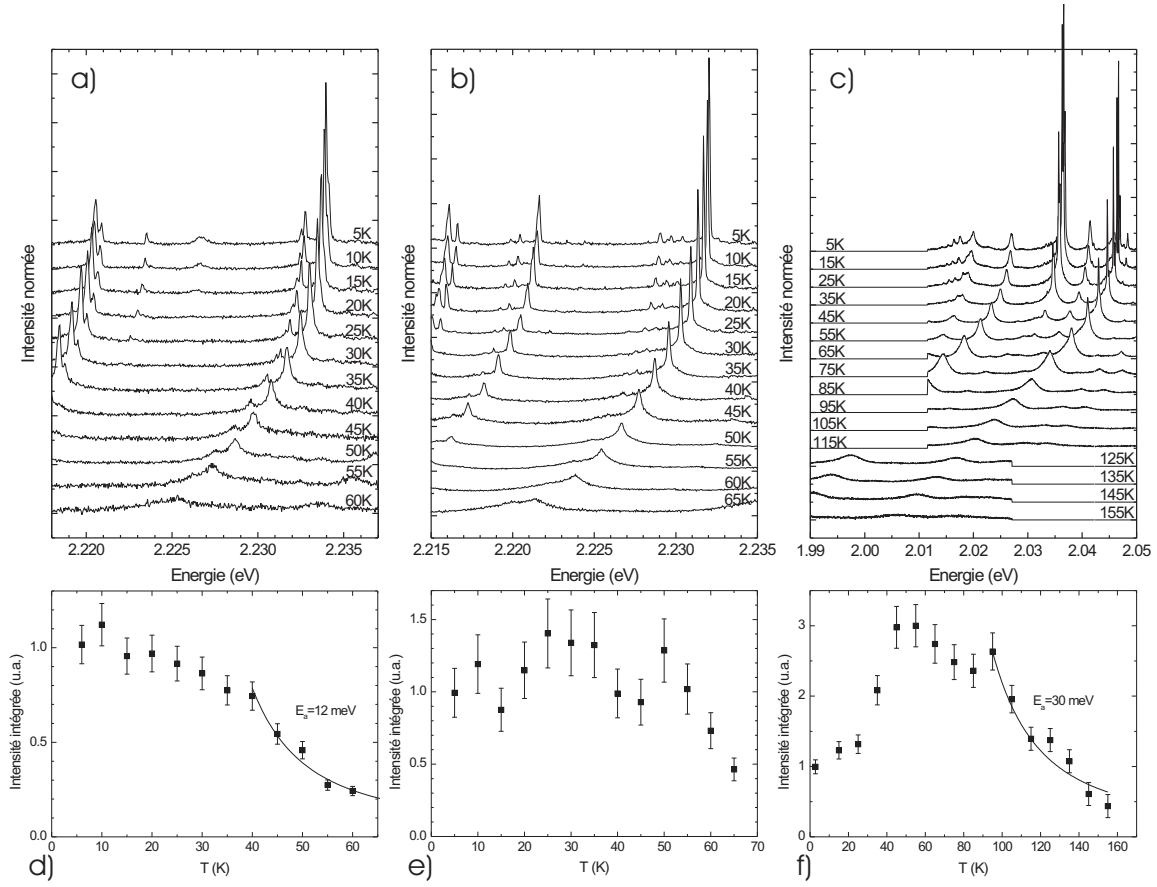 a)
Intensité normée
5K
10K
15K
20K
25K
30K
35K
40K
45K
50K
55K
60K
2.220 2.225 2.230 2.235
Energie (eV)
b)
Intensité normée
5K
10K
15K
20K
25K
30K
35K
40K
45K
50K
55K
60K
65K
2.215 2.220 2.225 2.230 2.235
Energie (eV)
c)
Intensité normée
5K
15K
25K
35K
45K
55K
65K
75K
85K
95K
105K
115K
125K
135K
145K
155K
1.99 2.00 2.01 2.02 2.03 2.04 2.05
Energie (eV)
Intensité intégrée (u.a.)
1.0
0.5
0.0
Eₐ=12 meV
0 10 20 30 40 50 60
T (K)
d)
Intensité intégrée (u.a.)
1.5
1.0
0.5
0.0
0 10 20 30 40 50 60 70
T (K)
e)
Intensité intégrée (u.a.)
3
2
1
0
Eₐ=30 meV
0 20 40 60 80 100 120 140 160
T (K)
f)